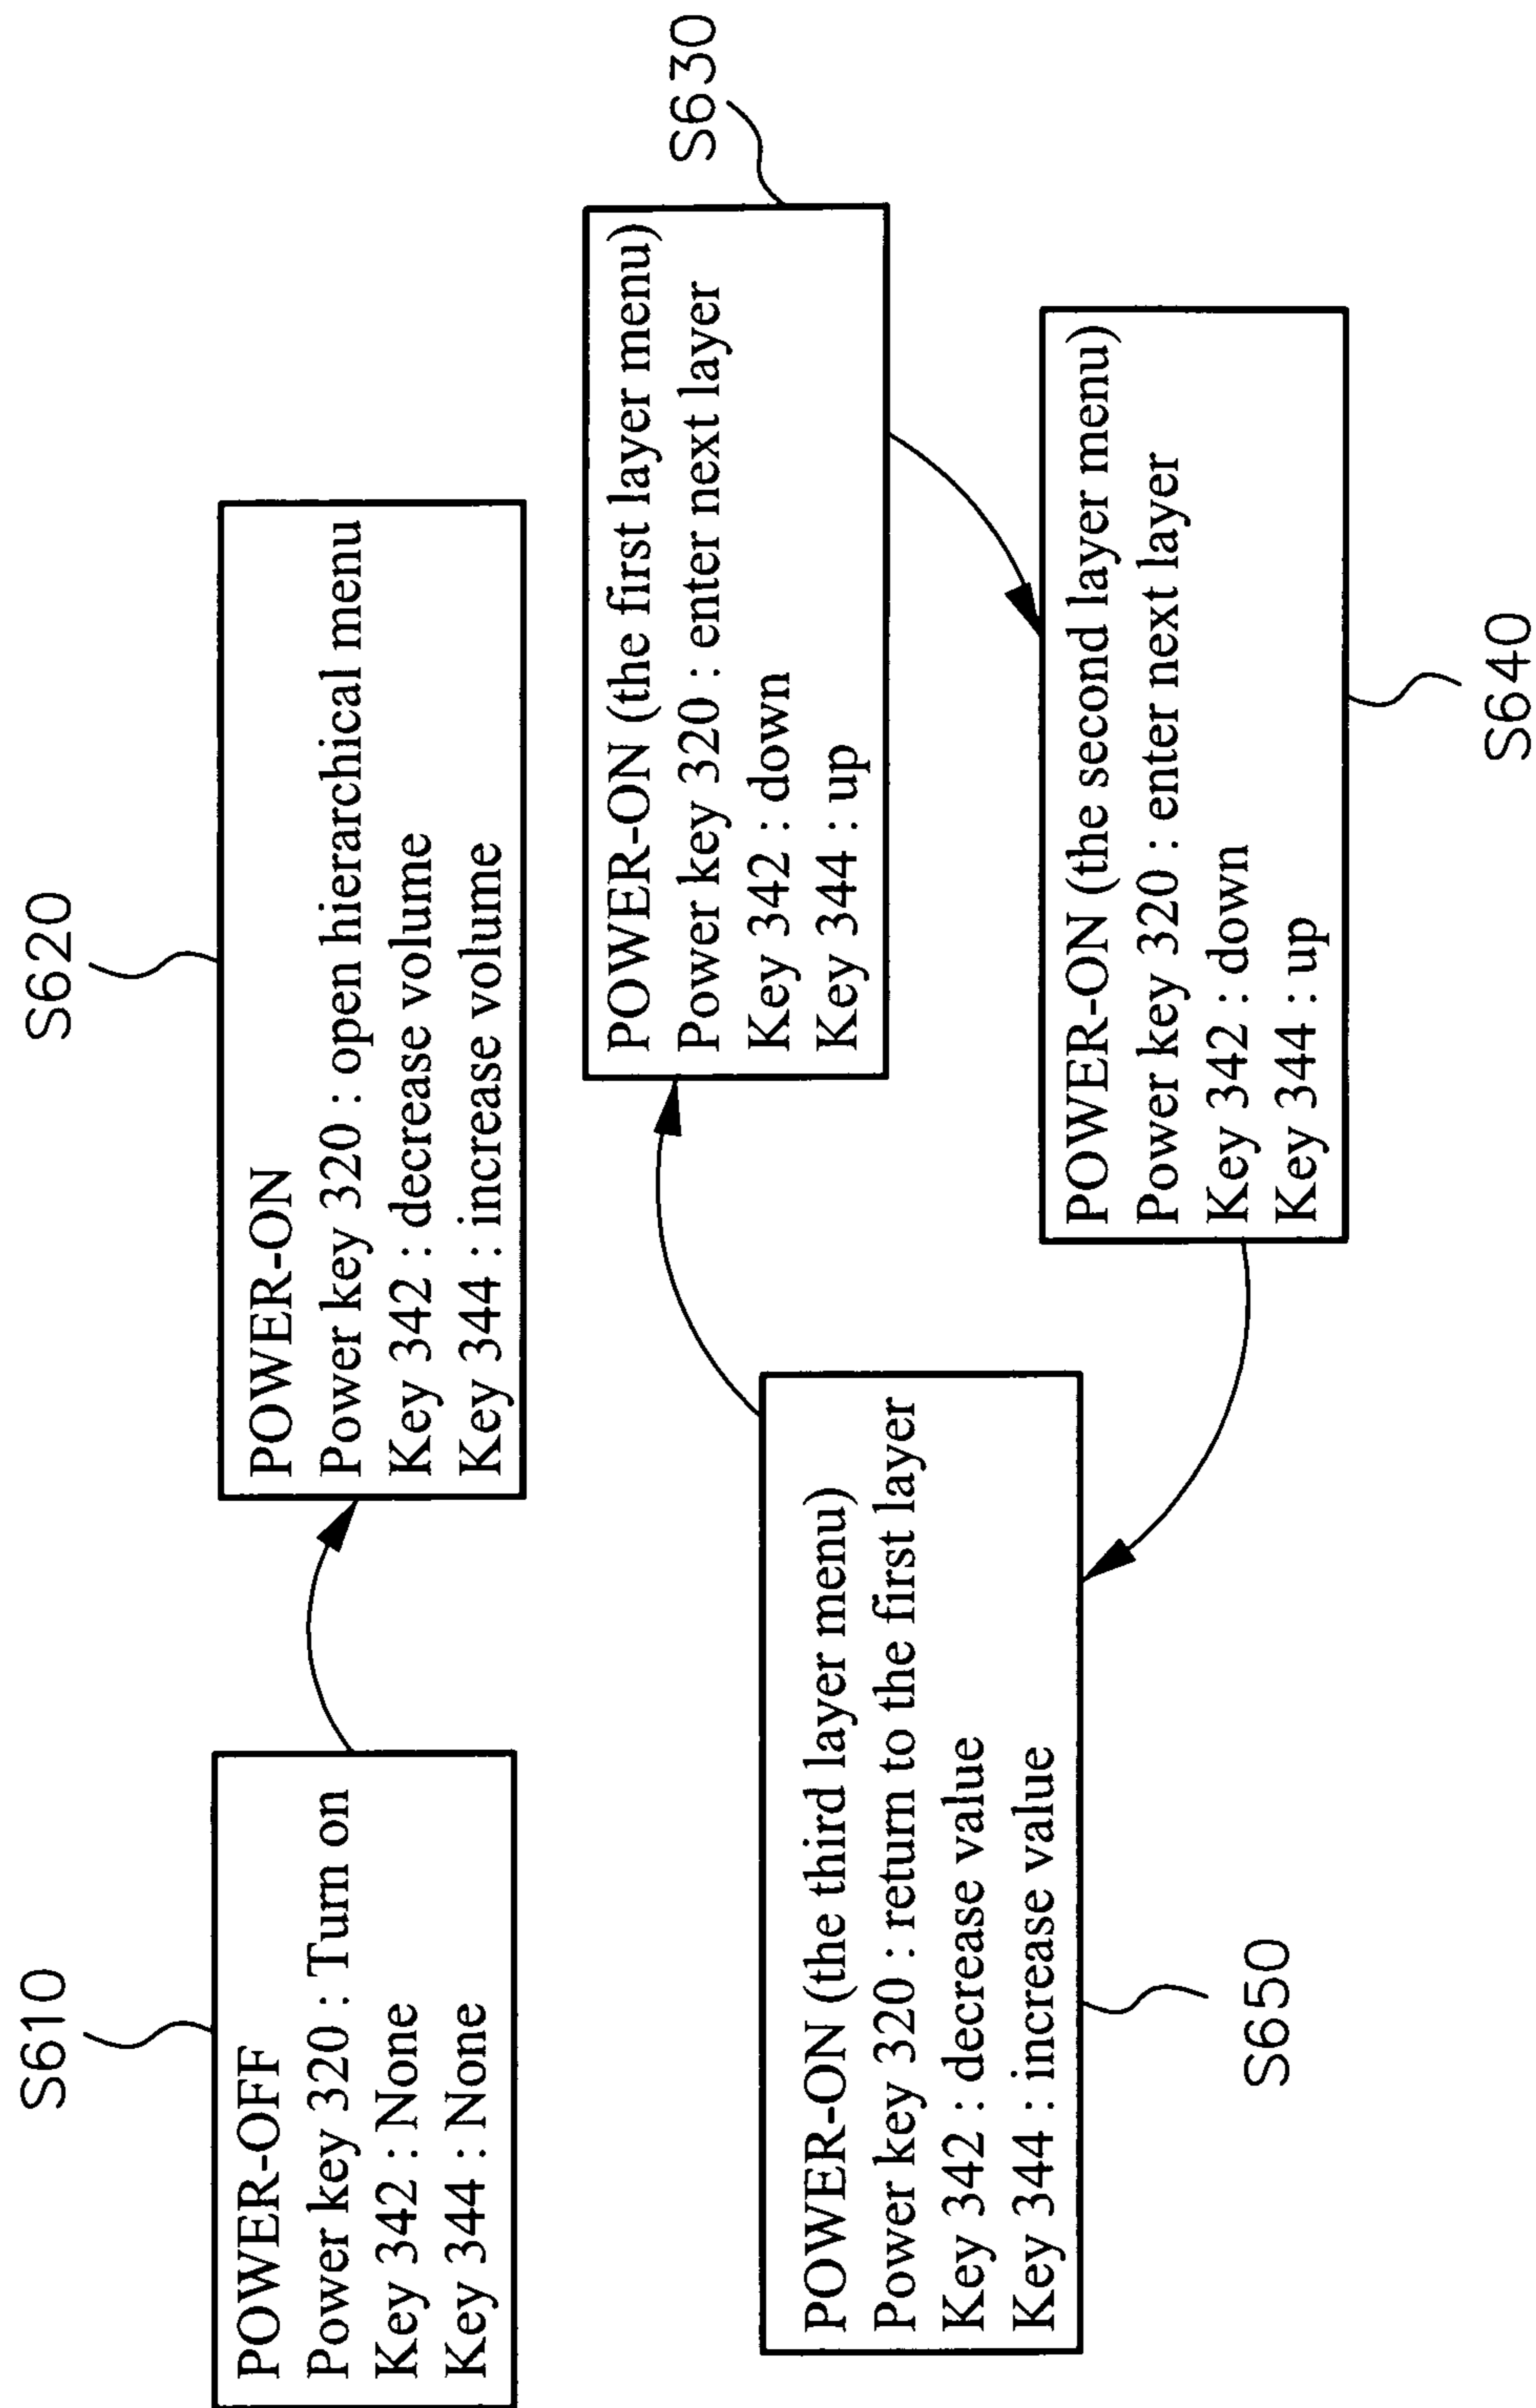 S610
POWER-OFF
Power key 320 : Turn on
Key 342 : None
Key 344 : None
S620
POWER-ON
Power key 320 : open hierarchical menu
Key 342 : decrease volume
Key 344 : increase volume
S630
POWER-ON (the first layer menu)
Power key 320 : enter next layer
Key 342 : down
Key 344 : up
POWER-ON (the second layer menu)
Power key 320 : enter next layer
Key 342 : down
Key 344 : up
S640
POWER-ON (the third layer menu)
Power key 320 : return to the first layer
Key 342 : decrease value
Key 344 : increase value
S650